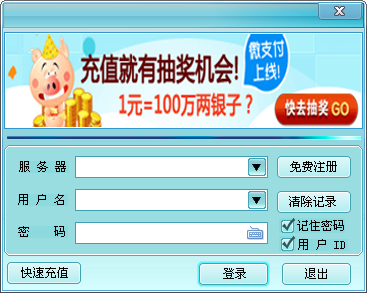 充值就有抽奖机会!
微支付
上线!
1元=100万两银子?
快去抽奖 GO
服务器
免费注册
用户名
清除记录
密码
记住密码
用户ID
快速充值
登录
退出